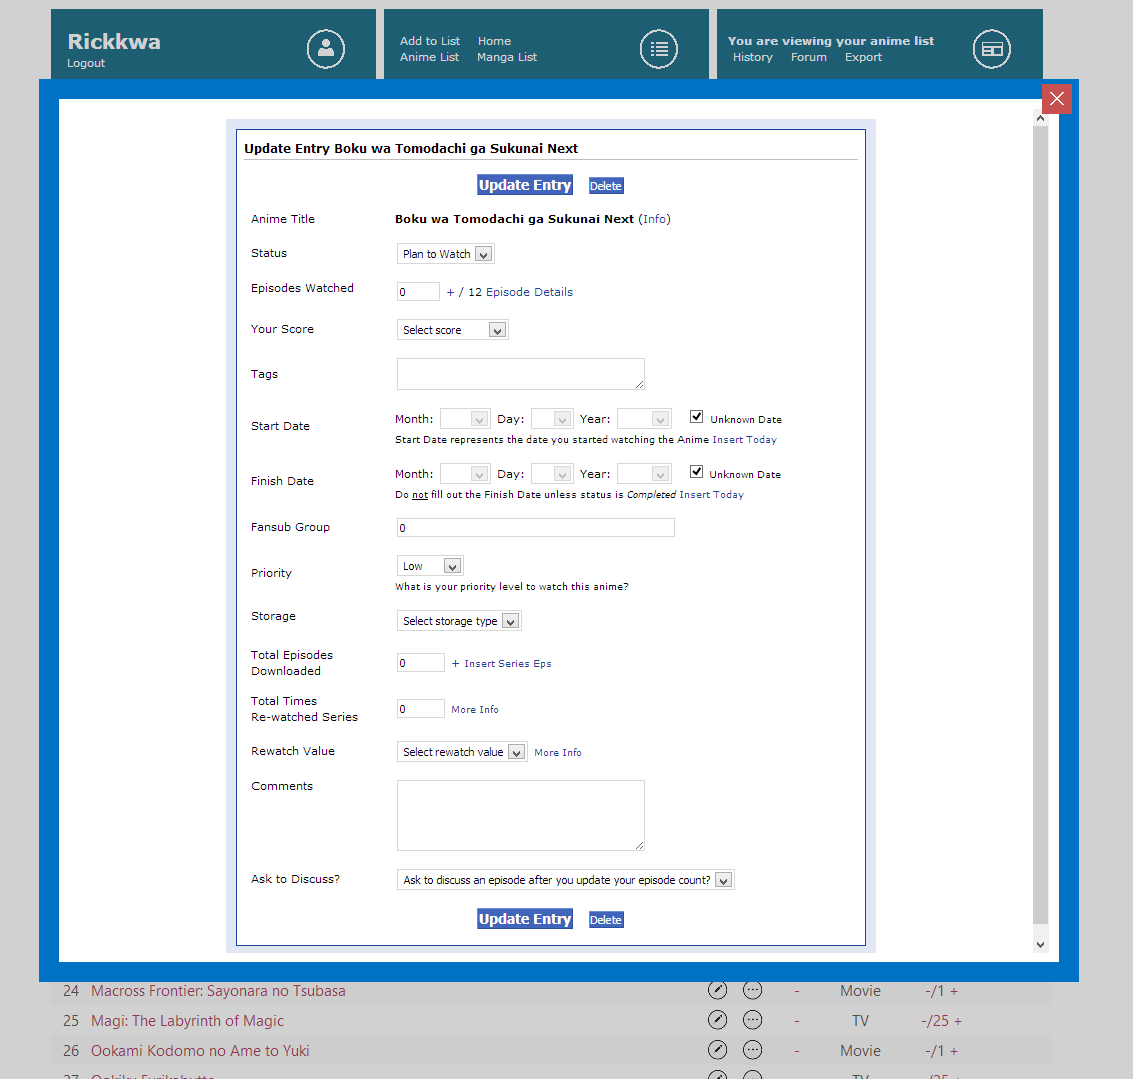 Rickkwa
Logout
Add to List Home
Anime List Manga List
You are viewing your anime list
History Forum Export
Update Entry Boku wa Tomodachi ga Sukunai Next
Update Entry Delete
Anime Title Boku wa Tomodachi ga Sukunai Next (Info)
Status Plan to Watch
Episodes Watched 0 + / 12 Episode Details
Your Score Select score
Tags
Start Date Month: Day: Year: Unknown Date
Start Date represents the date you started watching the Anime Insert Today
Finish Date Month: Day: Year: Unknown Date
Do not fill out the Finish Date unless status is Completed Insert Today
Fansub Group 0
Priority Low
What is your priority level to watch this anime?
Storage Select storage type
Total Episodes
Downloaded 0 + Insert Series Eps
Total Times
Re-watched Series 0 More Info
Rewatch Value Select rewatch value More Info
Comments
Ask to Discuss? Ask to discuss an episode after you update your episode count?
Update Entry Delete
24 Macross Frontier: Sayonara no Tsubasa - Movie -/1 +
25 Magi: The Labyrinth of Magic - TV -/25 +
26 Ookami Kodomo no Ame to Yuki - Movie -/1 +